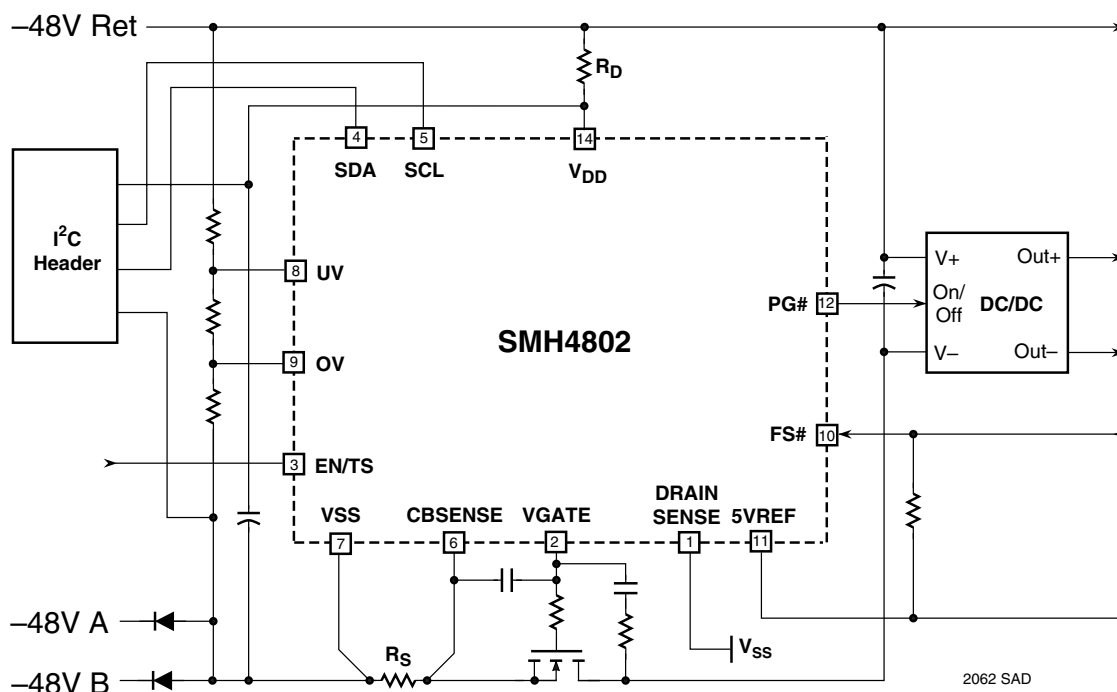 –48V Ret
R_D
4
5
14
SDA
SCL
V_DD
I²C
Header
8
UV
V+
Out+
PG#
12
On/
Off
DC/DC
SMH4802
9
OV
V–
Out–
FS#
10
3
EN/TS
DRAIN
SENSE
VSS
CBSENSE
VGATE
5VREF
7
6
2
1
11
–48V A
R_S
V_SS
–48V B
2062 SAD